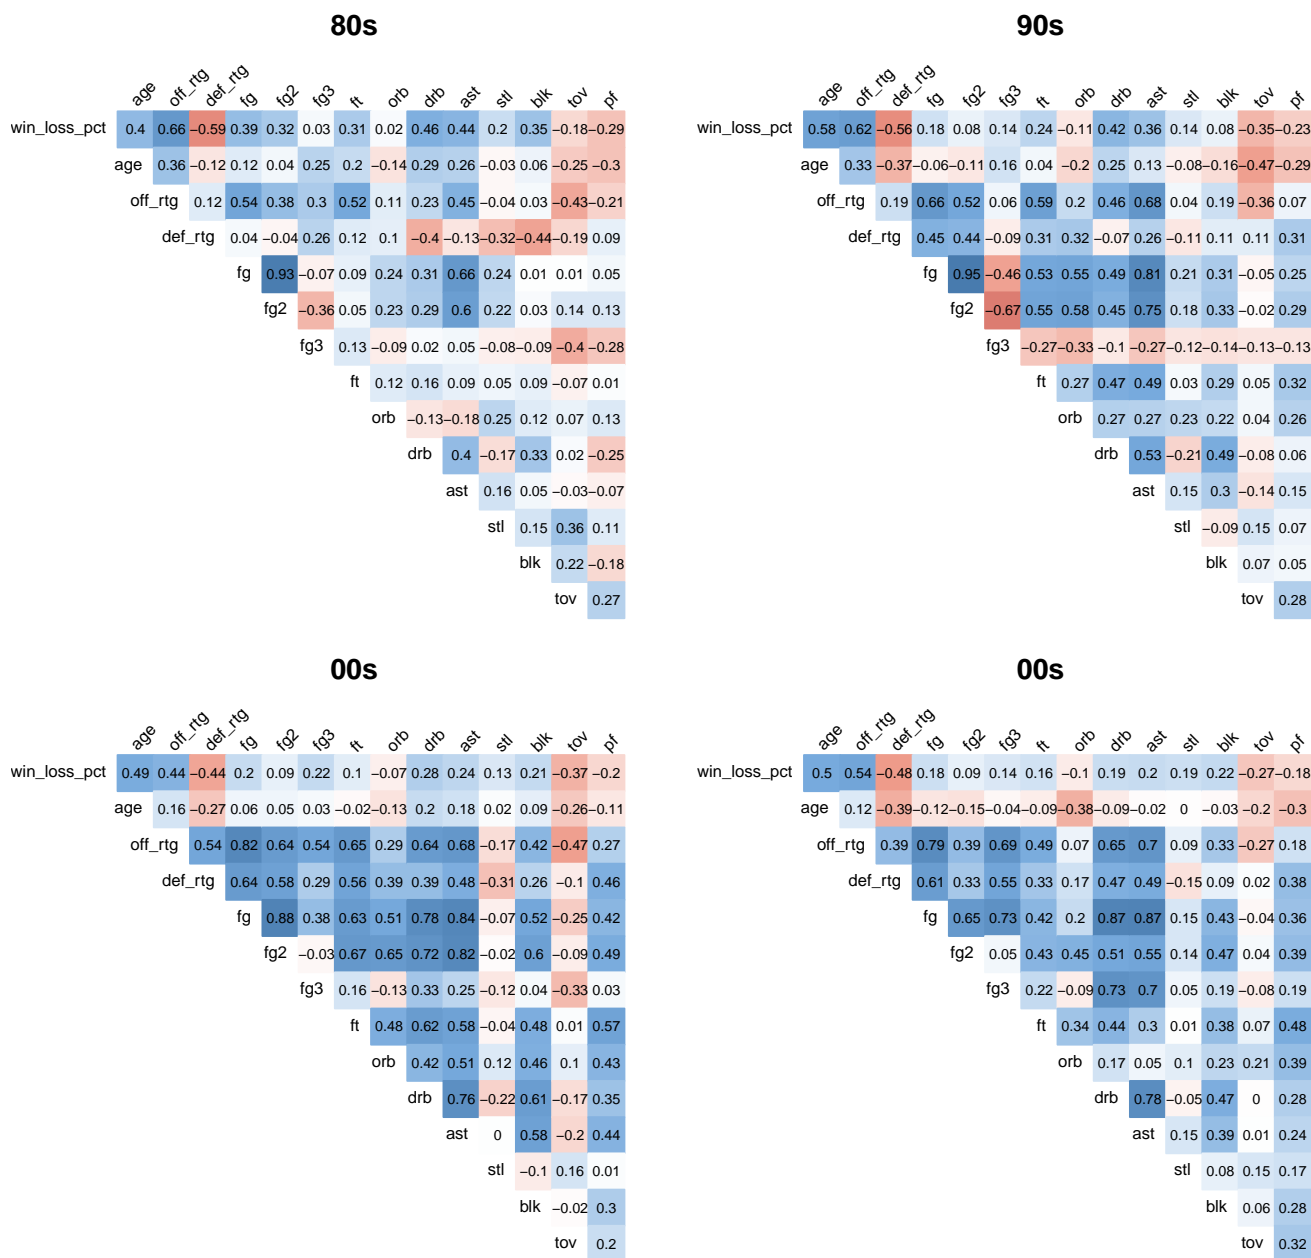 80s
age off_rtg def_rtg fg fg2 fg3 ft orb drb ast stl blk tov pf
win_loss_pct 0.4 0.66 −0.59 0.39 0.32 0.03 0.31 0.02 0.46 0.44 0.2 0.35 −0.18 −0.29
age 0.36 −0.12 0.12 0.04 0.25 0.2 −0.14 0.29 0.26 −0.03 0.06 −0.25 −0.3
off_rtg 0.12 0.54 0.38 0.3 0.52 0.11 0.23 0.45 −0.04 0.03 −0.43 −0.21
def_rtg 0.04 −0.04 0.26 0.12 0.1 −0.4 −0.13 −0.32 −0.44 −0.19 0.09
fg 0.93 −0.07 0.09 0.24 0.31 0.66 0.24 0.01 0.01 0.05
fg2 −0.36 0.05 0.23 0.29 0.6 0.22 0.03 0.14 0.13
fg3 0.13 −0.09 0.02 0.05 −0.08 −0.09 −0.4 −0.28
ft 0.12 0.16 0.09 0.05 0.09 −0.07 0.01
orb −0.13 −0.18 0.25 0.12 0.07 0.13
drb 0.4 −0.17 0.33 0.02 −0.25
ast 0.16 0.05 −0.03 −0.07
stl 0.15 0.36 0.11
blk 0.22 −0.18
tov 0.27
90s
age off_rtg def_rtg fg fg2 fg3 ft orb drb ast stl blk tov pf
win_loss_pct 0.58 0.62 −0.56 0.18 0.08 0.14 0.24 −0.11 0.42 0.36 0.14 0.08 −0.35 −0.23
age 0.33 −0.37 −0.06 −0.11 0.16 0.04 −0.2 0.25 0.13 −0.08 −0.16 −0.47 −0.29
off_rtg 0.19 0.66 0.52 0.06 0.59 0.2 0.46 0.68 0.04 0.19 −0.36 0.07
def_rtg 0.45 0.44 −0.09 0.31 0.32 −0.07 0.26 −0.11 0.11 0.11 0.31
fg 0.95 −0.46 0.53 0.55 0.49 0.81 0.21 0.31 −0.05 0.25
fg2 −0.67 0.55 0.58 0.45 0.75 0.18 0.33 −0.02 0.29
fg3 −0.27 −0.33 −0.1 −0.27 −0.12 −0.14 −0.13 −0.13
ft 0.27 0.47 0.49 0.03 0.29 0.05 0.32
orb 0.27 0.27 0.23 0.22 0.04 0.26
drb 0.53 −0.21 0.49 −0.08 0.06
ast 0.15 0.3 −0.14 0.15
stl −0.09 0.15 0.07
blk 0.07 0.05
tov 0.28
00s
age off_rtg def_rtg fg fg2 fg3 ft orb drb ast stl blk tov pf
win_loss_pct 0.49 0.44 −0.44 0.2 0.09 0.22 0.1 −0.07 0.28 0.24 0.13 0.21 −0.37 −0.2
age 0.16 −0.27 0.06 0.05 0.03 −0.02 −0.13 0.2 0.18 0.02 0.09 −0.26 −0.11
off_rtg 0.54 0.82 0.64 0.54 0.65 0.29 0.64 0.68 −0.17 0.42 −0.47 0.27
def_rtg 0.64 0.58 0.29 0.56 0.39 0.39 0.48 −0.31 0.26 −0.1 0.46
fg 0.88 0.38 0.63 0.51 0.78 0.84 −0.07 0.52 −0.25 0.42
fg2 −0.03 0.67 0.65 0.72 0.82 −0.02 0.6 −0.09 0.49
fg3 0.16 −0.13 0.33 0.25 −0.12 0.04 −0.33 0.03
ft 0.48 0.62 0.58 −0.04 0.48 0.01 0.57
orb 0.42 0.51 0.12 0.46 0.1 0.43
drb 0.76 −0.22 0.61 −0.17 0.35
ast 0 0.58 −0.2 0.44
stl −0.1 0.16 0.01
blk −0.02 0.3
tov 0.2
00s
age off_rtg def_rtg fg fg2 fg3 ft orb drb ast stl blk tov pf
win_loss_pct 0.5 0.54 −0.48 0.18 0.09 0.14 0.16 −0.1 0.19 0.2 0.19 0.22 −0.27 −0.18
age 0.12 −0.39 −0.12 −0.15 −0.04 −0.09 −0.38 −0.09 −0.02 0 −0.03 −0.2 −0.3
off_rtg 0.39 0.79 0.39 0.69 0.49 0.07 0.65 0.7 0.09 0.33 −0.27 0.18
def_rtg 0.61 0.33 0.55 0.33 0.17 0.47 0.49 −0.15 0.09 0.02 0.38
fg 0.65 0.73 0.42 0.2 0.87 0.87 0.15 0.43 −0.04 0.36
fg2 0.05 0.43 0.45 0.51 0.55 0.14 0.47 0.04 0.39
fg3 0.22 −0.09 0.73 0.7 0.05 0.19 −0.08 0.19
ft 0.34 0.44 0.3 0.01 0.38 0.07 0.48
orb 0.17 0.05 0.1 0.23 0.21 0.39
drb 0.78 −0.05 0.47 0 0.28
ast 0.15 0.39 0.01 0.24
stl 0.08 0.15 0.17
blk 0.06 0.28
tov 0.32